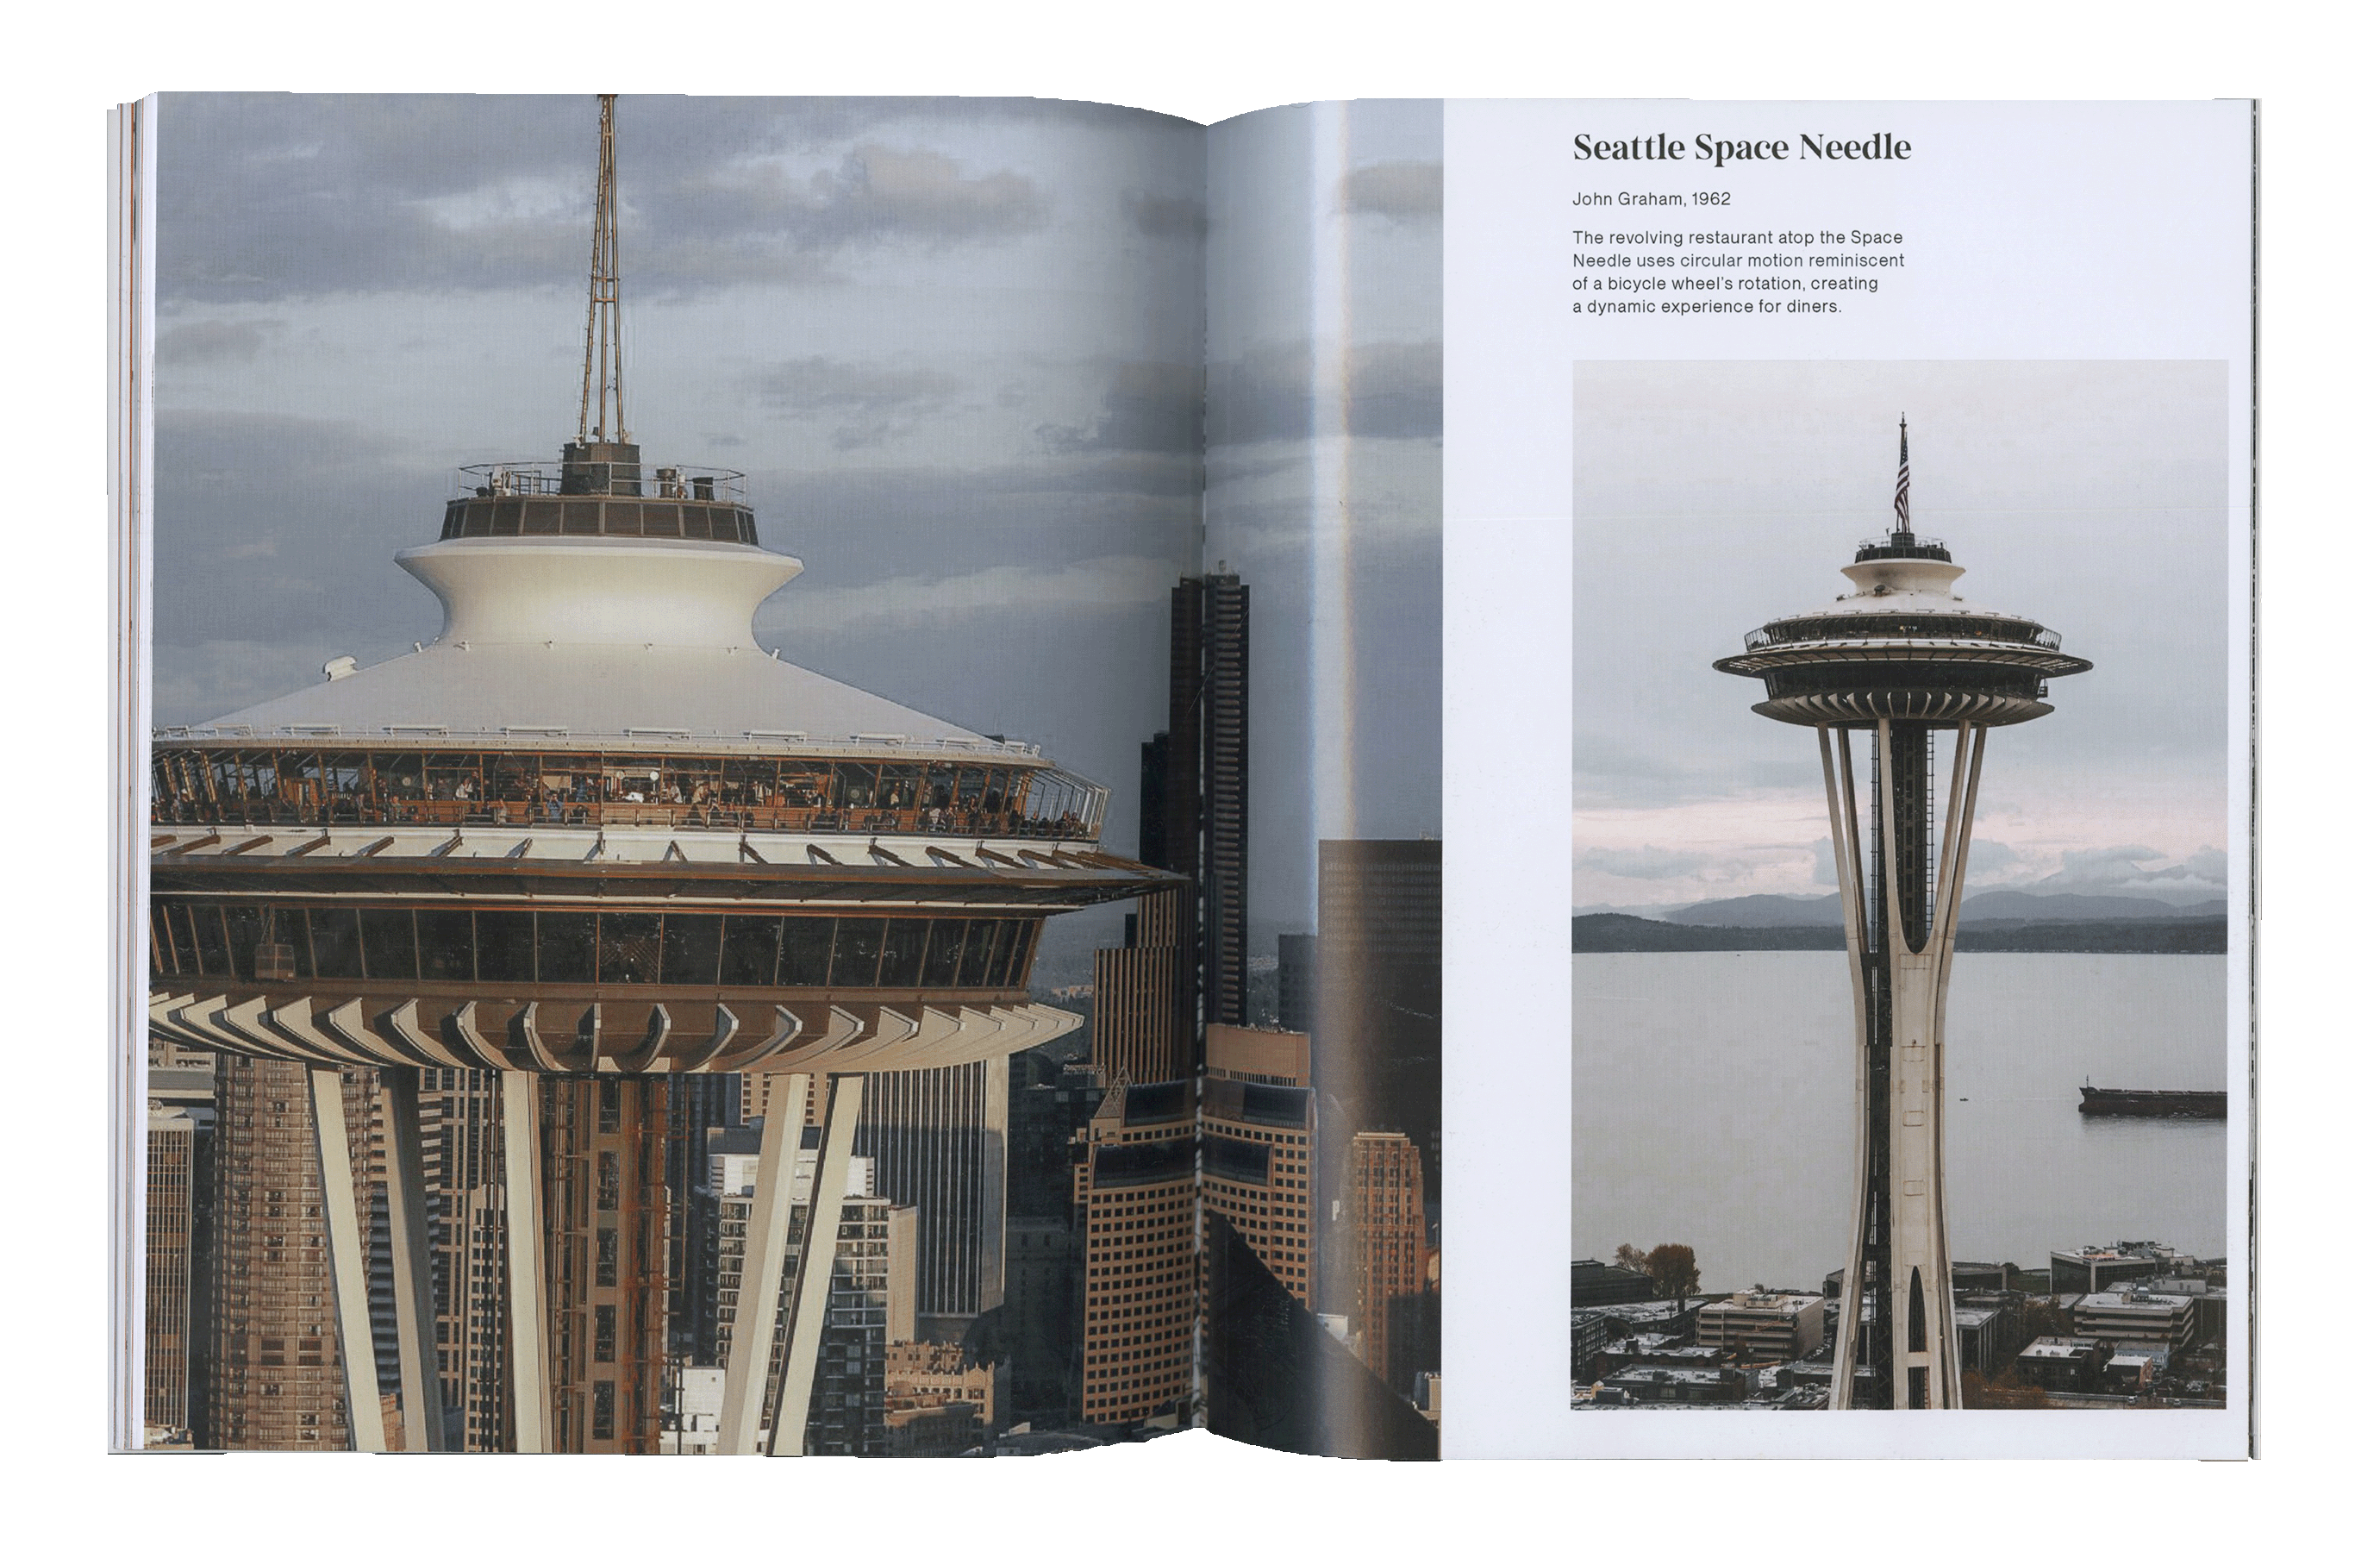 Seattle Space Needle
John Graham, 1962
The revolving restaurant atop the Space
Needle uses circular motion reminiscent
of a bicycle wheel's rotation, creating
a dynamic experience for diners.